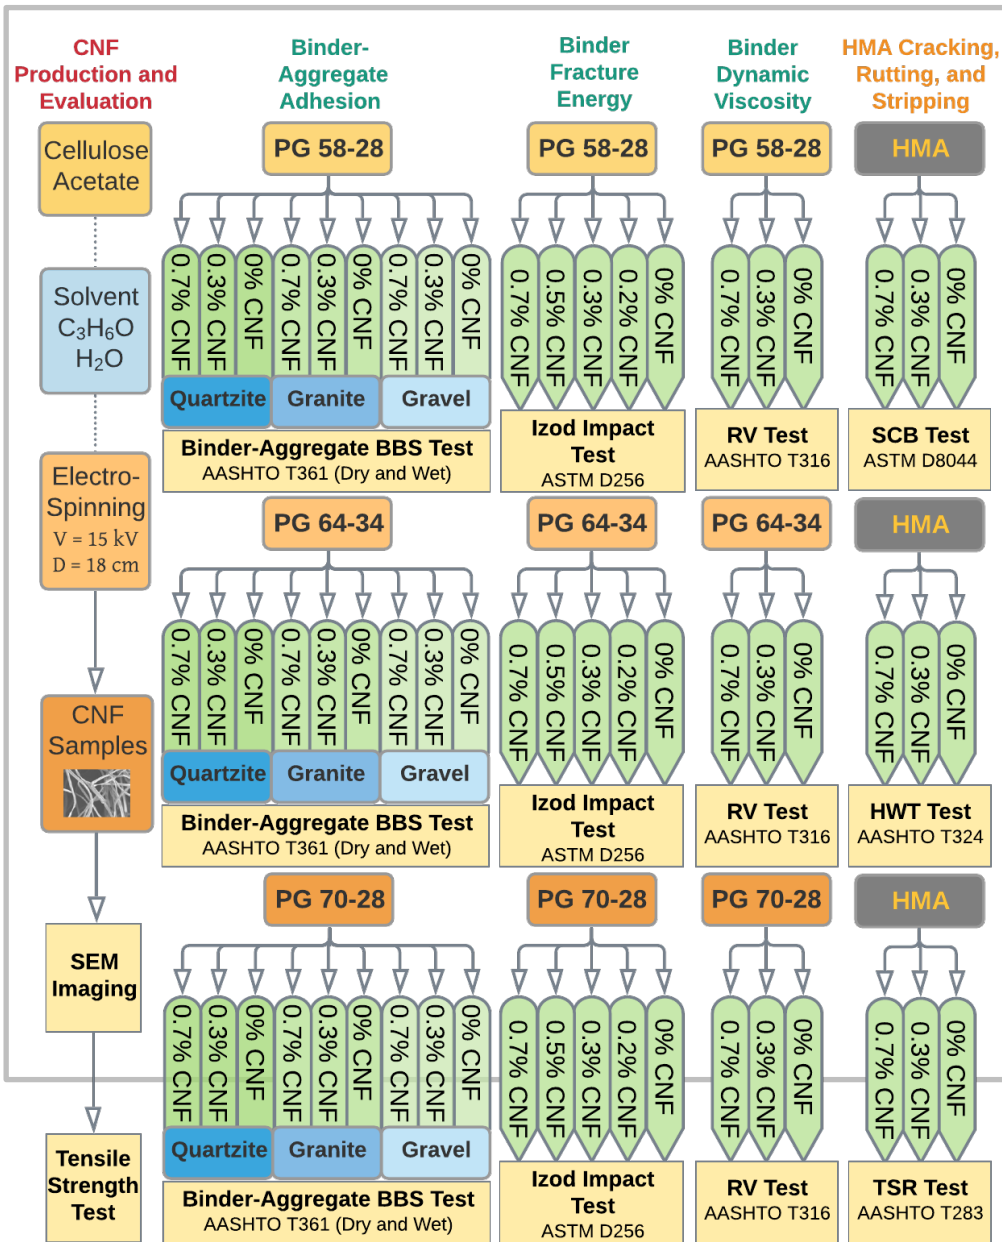 CNF
Production and
Evaluation
Cellulose
Acetate
Solvent
C₃H₆O
H₂O
Electro-
Spinning
V = 15 kV
D = 18 cm
CNF
Samples
SEM
Imaging
Tensile
Strength
Test
Binder-
Aggregate
Adhesion
PG 58-28
0.7% CNF
0.3% CNF
0% CNF
0.7% CNF
0.3% CNF
0% CNF
0.7% CNF
0.3% CNF
0% CNF
Quartzite
Granite
Gravel
Binder-Aggregate BBS Test
AASHTO T361 (Dry and Wet)
PG 64-34
0.7% CNF
0.3% CNF
0% CNF
0.7% CNF
0.3% CNF
0% CNF
0.7% CNF
0.3% CNF
0% CNF
Quartzite
Granite
Gravel
Binder-Aggregate BBS Test
AASHTO T361 (Dry and Wet)
PG 70-28
0.7% CNF
0.3% CNF
0% CNF
0.7% CNF
0.3% CNF
0% CNF
0.7% CNF
0.3% CNF
0% CNF
Quartzite
Granite
Gravel
Binder-Aggregate BBS Test
AASHTO T361 (Dry and Wet)
Binder
Fracture
Energy
PG 58-28
0.7% CNF
0.5% CNF
0.3% CNF
0.2% CNF
0% CNF
Izod Impact
Test
ASTM D256
PG 64-34
0.7% CNF
0.5% CNF
0.3% CNF
0.2% CNF
0% CNF
Izod Impact
Test
ASTM D256
PG 70-28
0.7% CNF
0.5% CNF
0.3% CNF
0.2% CNF
0% CNF
Izod Impact
Test
ASTM D256
Binder
Dynamic
Viscosity
PG 58-28
0.7% CNF
0.3% CNF
0% CNF
RV Test
AASHTO T316
PG 64-34
0.7% CNF
0.3% CNF
0% CNF
RV Test
AASHTO T316
PG 70-28
0.7% CNF
0.3% CNF
0% CNF
RV Test
AASHTO T316
HMA Cracking,
Rutting, and
Stripping
HMA
0.7% CNF
0.3% CNF
0% CNF
SCB Test
ASTM D8044
HMA
0.7% CNF
0.3% CNF
0% CNF
HWT Test
AASHTO T324
HMA
0.7% CNF
0.3% CNF
0% CNF
TSR Test
AASHTO T283